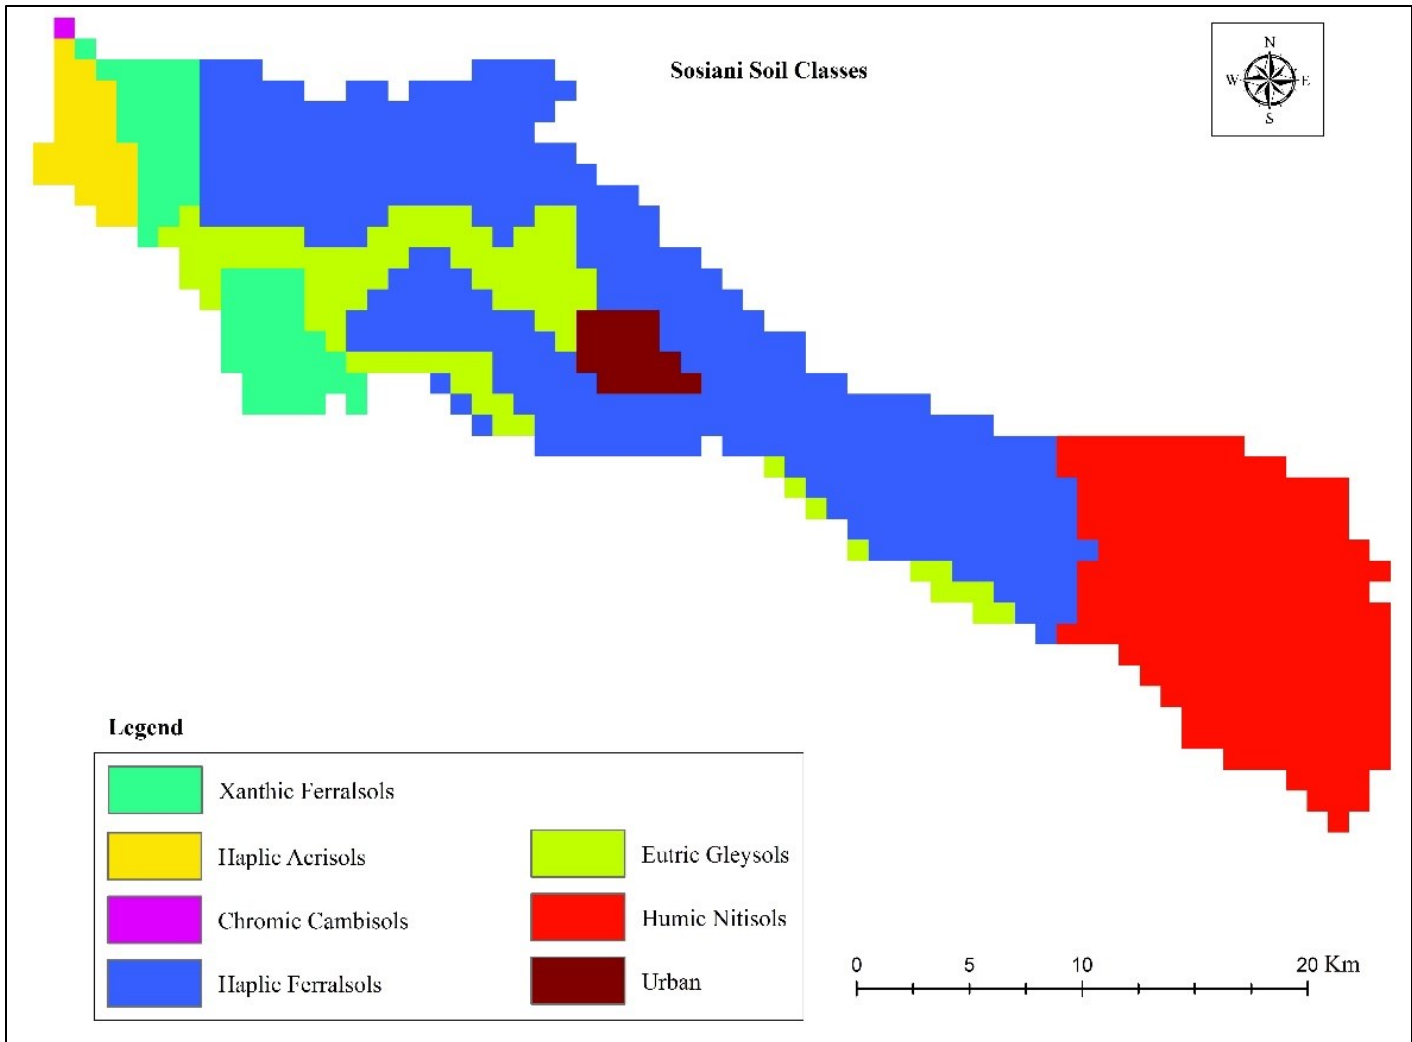 Sosiani Soil Classes
N
W E
S
Legend
Xanthic Ferralsols
Haplic Acrisols
Chromic Cambisols
Haplic Ferralsols
Eutric Gleysols
Humic Nitisols
Urban
0 5 10 20 Km